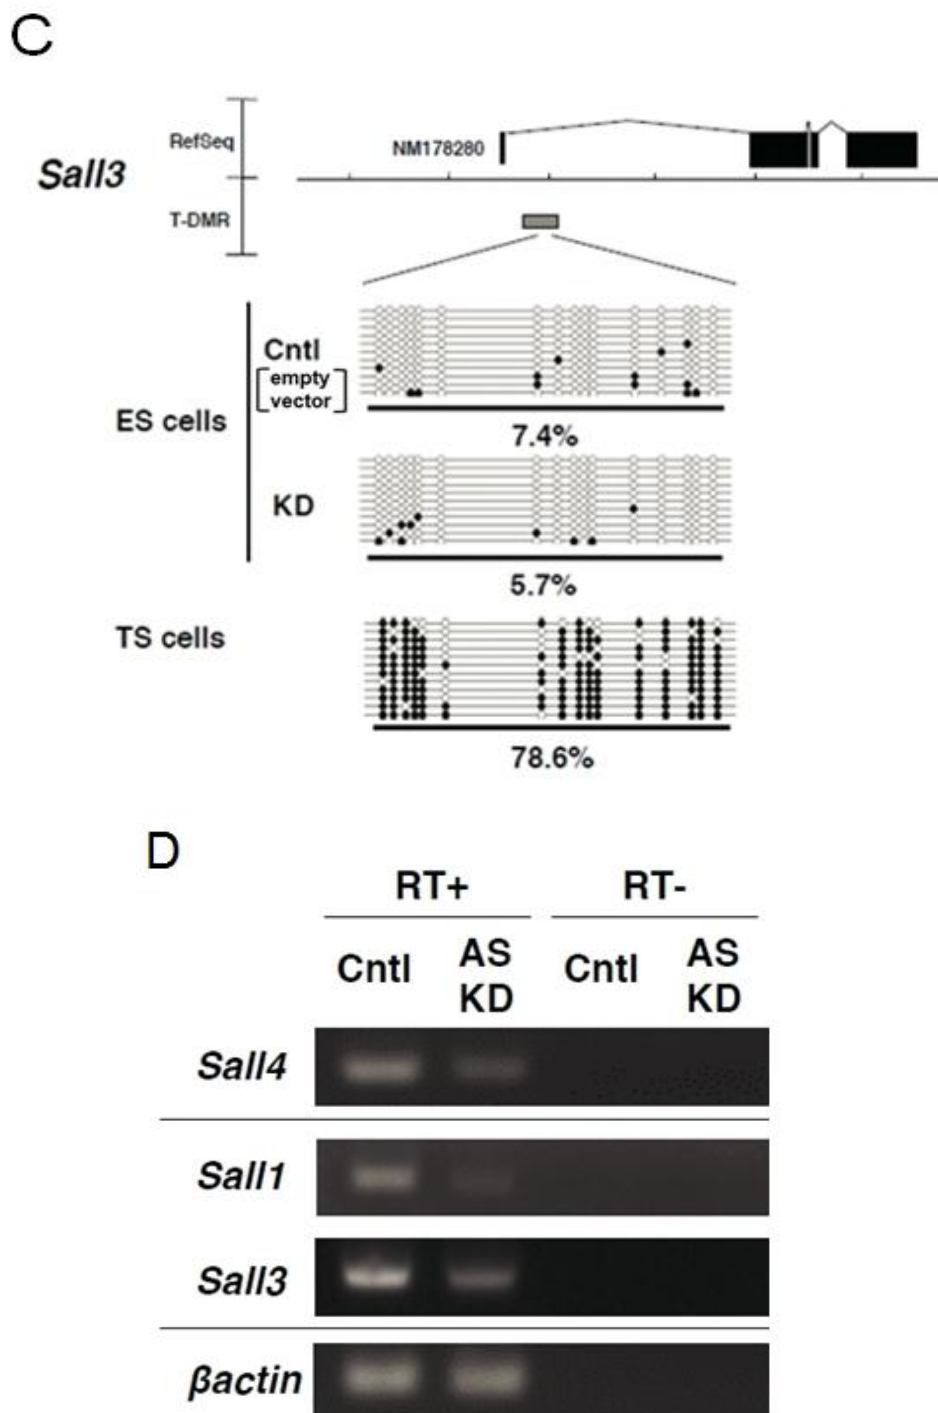 C
RefSeq
NM178280
Sall3
T-DMR
Cntl
[empty vector]
ES cells
7.4%
KD
5.7%
TS cells
78.6%
D
RT+ RT-
Cntl AS KD Cntl AS KD
Sall4
Sall1
Sall3
βactin